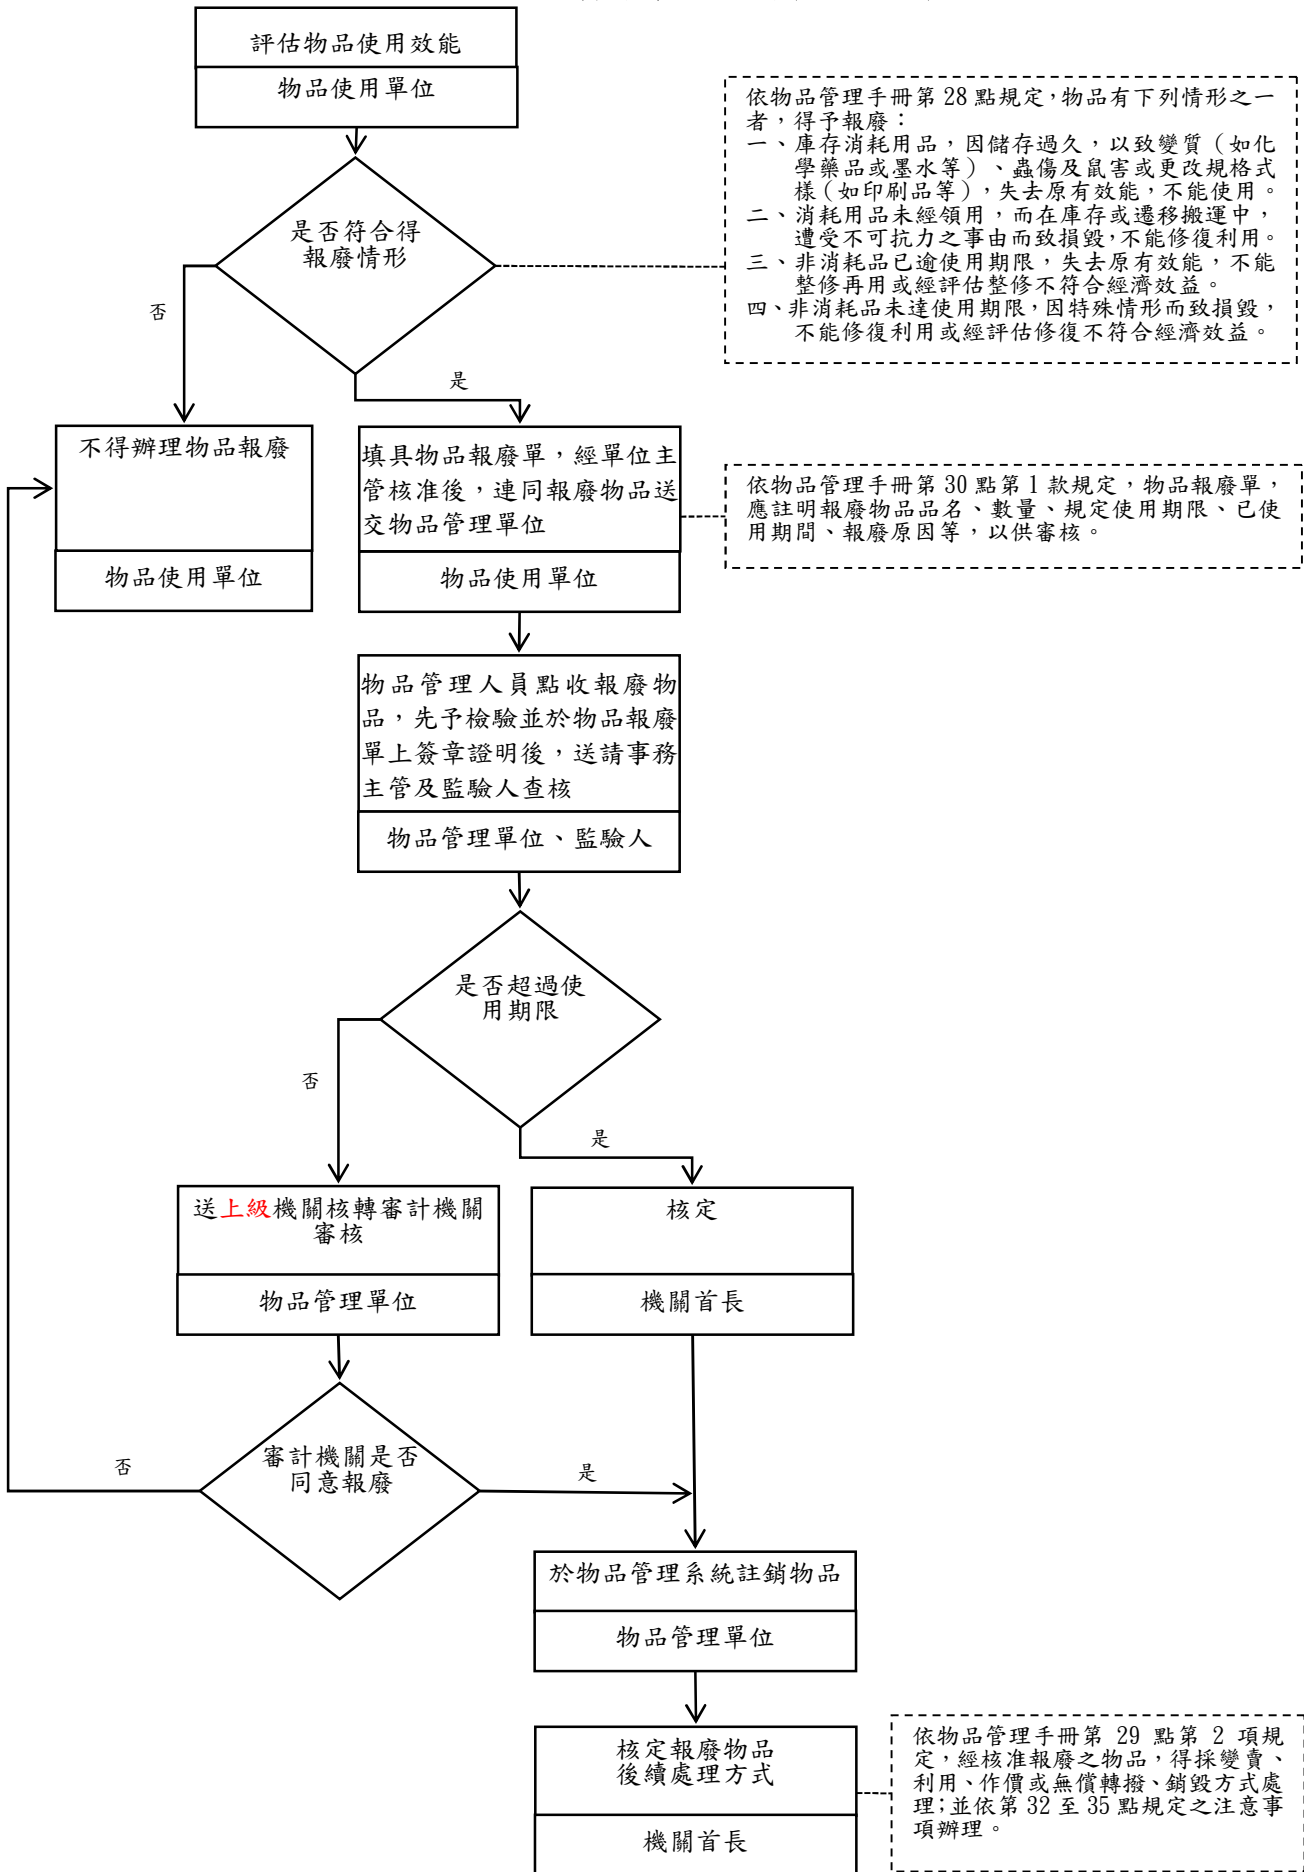 評估物品使用效能
物品使用單位
依物品管理手冊第 28 點規定,物品有下列情形之一
者,得予報廢:
一、庫存消耗用品,因儲存過久,以致變質(如化
學藥品或墨水等)、蟲傷及鼠害或更改規格式
樣(如印刷品等),失去原有效能,不能使用。
二、消耗用品未經領用,而在庫存或遷移搬運中,
遭受不可抗力之事由而致損毀,不能修復利用。
三、非消耗品已逾使用期限,失去原有效能,不能
整修再用或經評估整修不符合經濟效益。
四、非消耗品未達使用期限,因特殊情形而致損毀,
不能修復利用或經評估修復不符合經濟效益。
是否符合得
報廢情形
否
是
不得辦理物品報廢
物品使用單位
填具物品報廢單,經單位主
管核准後,連同報廢物品送
交物品管理單位
物品使用單位
依物品管理手冊第 30 點第 1 款規定,物品報廢單,
應註明報廢物品品名、數量、規定使用期限、已使
用期間、報廢原因等,以供審核。
物品管理人員點收報廢物
品,先予檢驗並於物品報廢
單上簽章證明後,送請事務
主管及監驗人查核
物品管理單位、監驗人
是否超過使
用期限
否
是
送上級機關核轉審計機關
審核
物品管理單位
核定
機關首長
審計機關是否
同意報廢
否
是
於物品管理系統註銷物品
物品管理單位
核定報廢物品
後續處理方式
機關首長
依物品管理手冊第 29 點第 2 項規
定,經核准報廢之物品,得採變賣、
利用、作價或無償轉撥、銷毀方式處
理;並依第 32 至 35 點規定之注意事
項辦理。